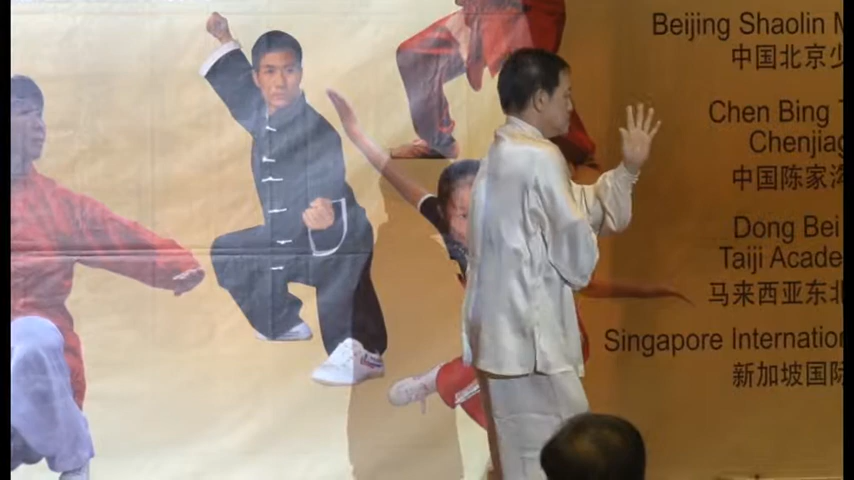 Beijing Shaolin
中国北京少
Chen Bing
Chenjiag
中国陈家沟
Dong Bei
Taiji Acade
马来西亚东北
Singapore Internation
新加坡国际